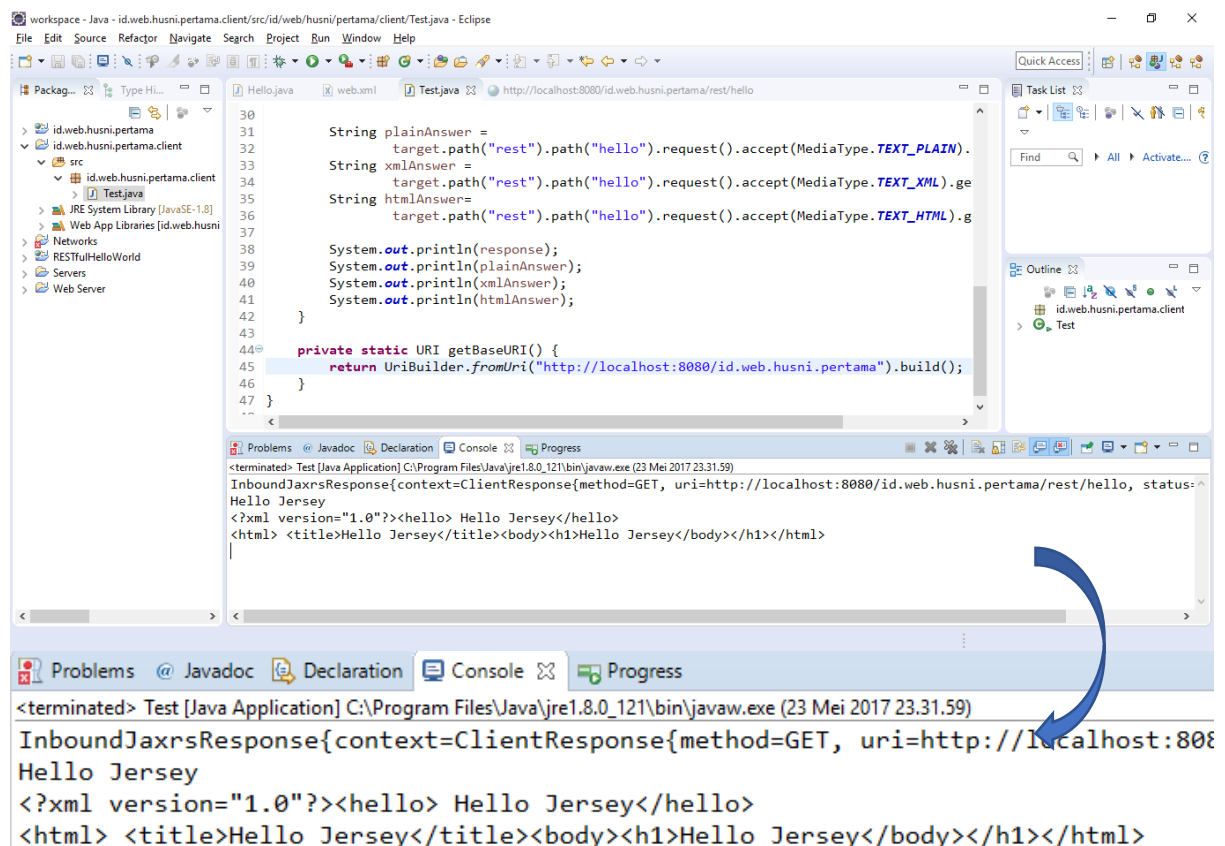 workspace - Java - id.web.husni.pertama.client/src/id/web/husni/pertama/client/Test.java - Eclipse
File Edit Source Refactor Navigate Search Project Run Window Help
Quick Access
Packag... Type Hi...
id.web.husni.pertama
id.web.husni.pertama.client
src
id.web.husni.pertama.client
Test.java
JRE System Library [JavaSE-1.8]
Web App Libraries [id.web.husni
Networks
RESTfulHelloWorld
Servers
Web Server
Hello.java web.xml Test.java http://localhost:8080/id.web.husni.pertama/rest/hello
30
31 String plainAnswer =
32 target.path("rest").path("hello").request().accept(MediaType.TEXT_PLAIN).
33 String xmlAnswer =
34 target.path("rest").path("hello").request().accept(MediaType.TEXT_XML).ge
35 String htmlAnswer=
36 target.path("rest").path("hello").request().accept(MediaType.TEXT_HTML).g
37
38 System.out.println(response);
39 System.out.println(plainAnswer);
40 System.out.println(xmlAnswer);
41 System.out.println(htmlAnswer);
42 }
43
44 private static URI getBaseURI() {
45 return UriBuilder.fromUri("http://localhost:8080/id.web.husni.pertama").build();
46 }
47 }
Task List
Find All Activate....
Outline
id.web.husni.pertama.client
Test
Problems @ Javadoc Declaration Console Progress
<terminated> Test [Java Application] C:\Program Files\Java\jre1.8.0_121\bin\javaw.exe (23 Mei 2017 23.31.59)
InboundJaxrsResponse{context=ClientResponse{method=GET, uri=http://localhost:8080/id.web.husni.pertama/rest/hello, status=
Hello Jersey
<?xml version="1.0"?><hello> Hello Jersey</hello>
<html> <title>Hello Jersey</title><body><h1>Hello Jersey</body></h1></html>
Problems @ Javadoc Declaration Console Progress
<terminated> Test [Java Application] C:\Program Files\Java\jre1.8.0_121\bin\javaw.exe (23 Mei 2017 23.31.59)
InboundJaxrsResponse{context=ClientResponse{method=GET, uri=http://localhost:808
Hello Jersey
<?xml version="1.0"?><hello> Hello Jersey</hello>
<html> <title>Hello Jersey</title><body><h1>Hello Jersey</body></h1></html>